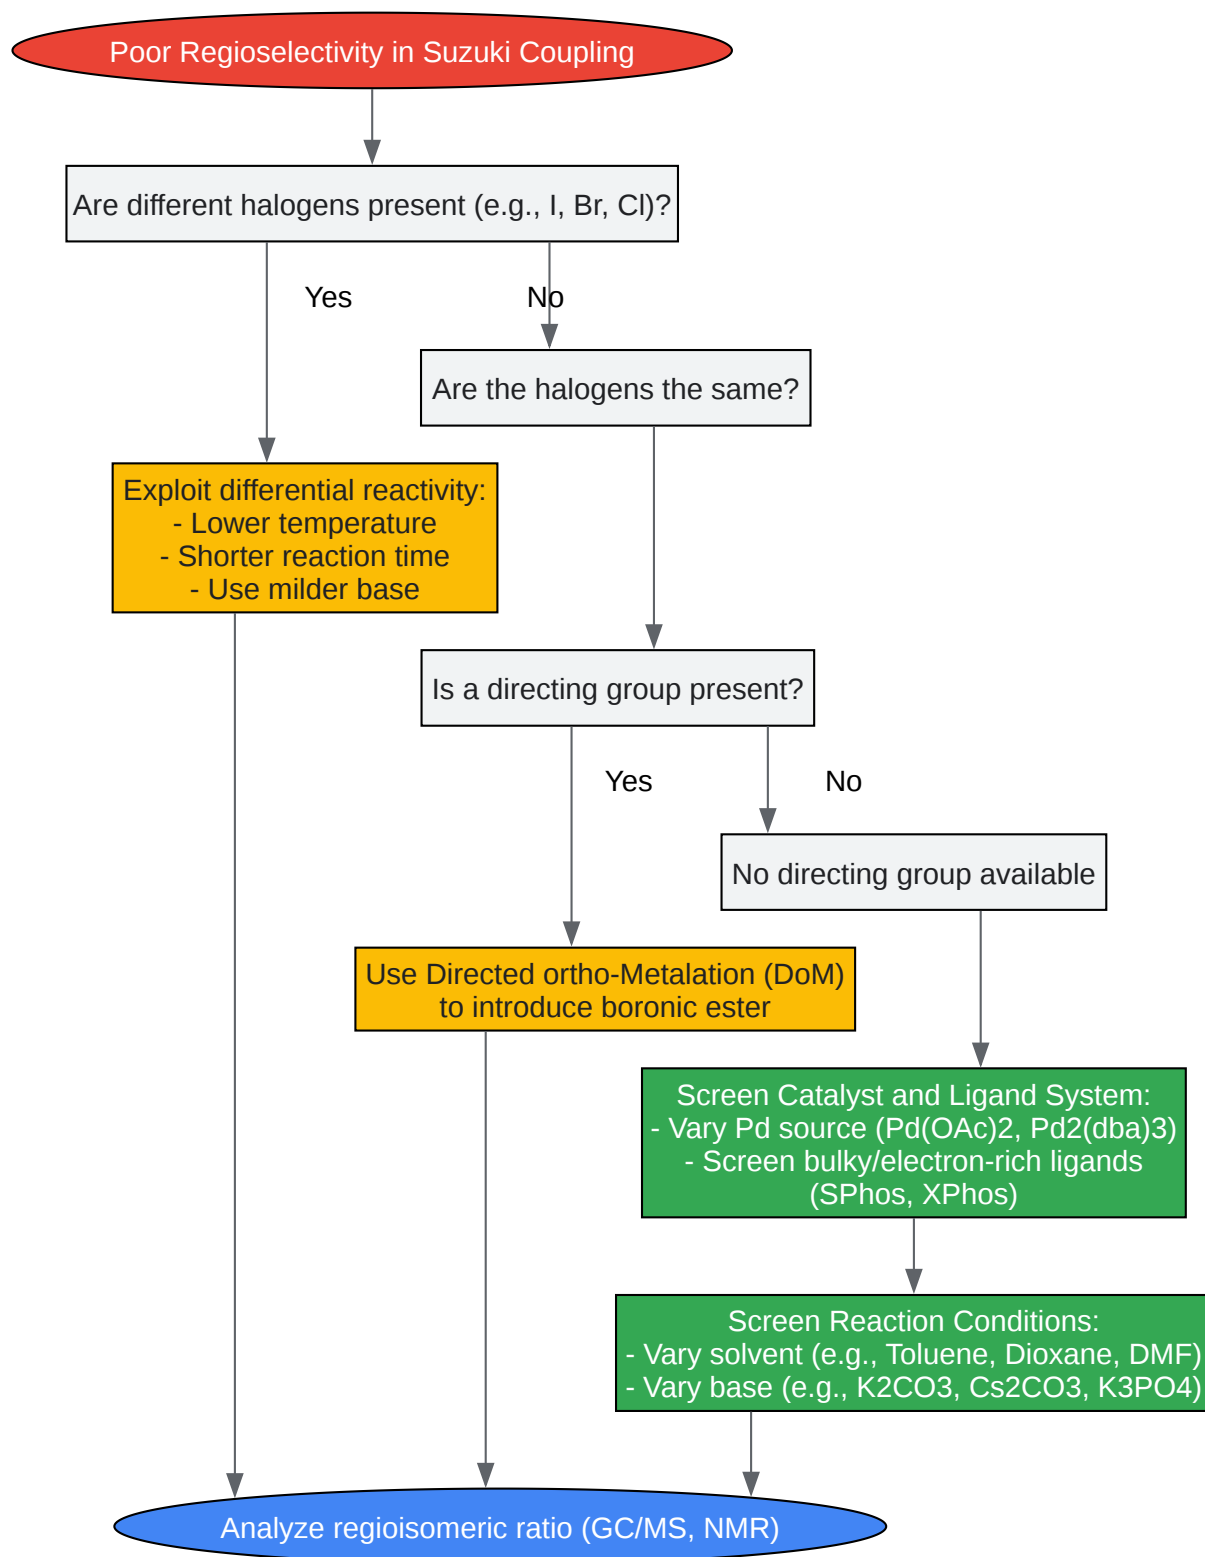 Poor Regioselectivity in Suzuki Coupling
Are different halogens present (e.g., I, Br, Cl)?
Yes
No
Are the halogens the same?
Exploit differential reactivity:
- Lower temperature
- Shorter reaction time
- Use milder base
Is a directing group present?
Yes
No
No directing group available
Use Directed ortho-Metalation (DoM)
to introduce boronic ester
Screen Catalyst and Ligand System:
- Vary Pd source (Pd(OAc)2, Pd2(dba)3)
- Screen bulky/electron-rich ligands
(SPhos, XPhos)
Screen Reaction Conditions:
- Vary solvent (e.g., Toluene, Dioxane, DMF)
- Vary base (e.g., K2CO3, Cs2CO3, K3PO4)
Analyze regioisomeric ratio (GC/MS, NMR)